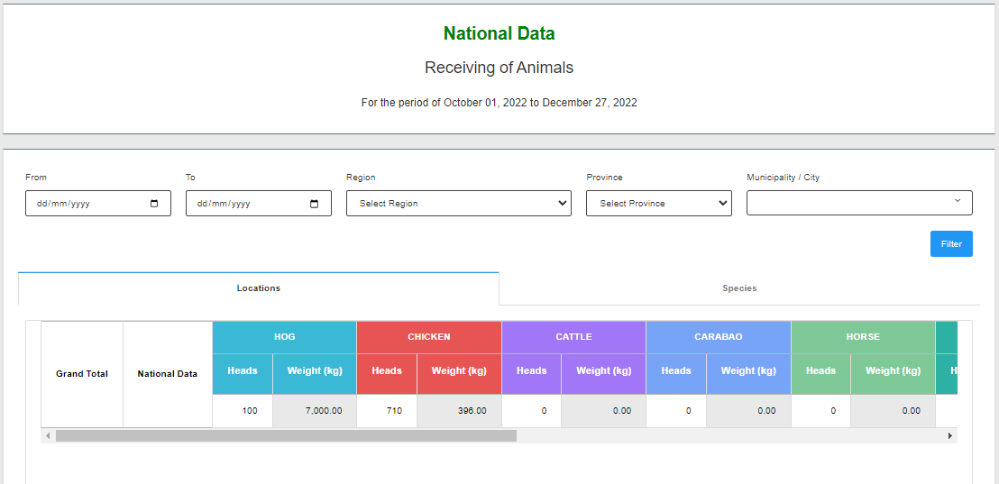 National Data
Receiving of Animals
For the period of October 01, 2022 to December 27, 2022
From To Region Province Municipality / City
dd/mm/yyyy dd/mm/yyyy Select Region Select Province
Filter
Locations Species
HOG CHICKEN CATTLE CARABAO HORSE
Grand Total National Data Heads Weight (kg) Heads Weight (kg) Heads Weight (kg) Heads Weight (kg) Heads Weight (kg) H
100 7,000.00 710 396.00 0 0.00 0 0.00 0 0.00